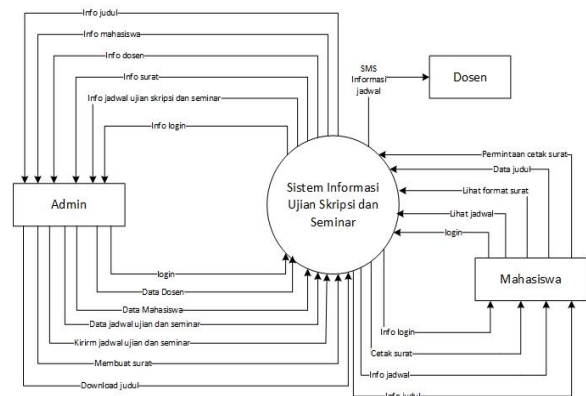 Info judul
Info mahasiswa
Info dosen
Info surat
Info jadwal ujian skripsi dan seminar
Info login
SMS
Informasi
jadwal
Dosen
Admin
Sistem Informasi
Ujian Skripsi dan
Seminar
Permintaan cetak surat
Data judul
Lihat format surat
Lihat jadwal
login
Mahasiswa
login
Data Dosen
Data Mahasiswa
Data jadwal ujian dan seminar
Kirirm jadwal ujian dan seminar
Membuat surat
Download judul
Info login
Cetak surat
Info jadwal
Info judul